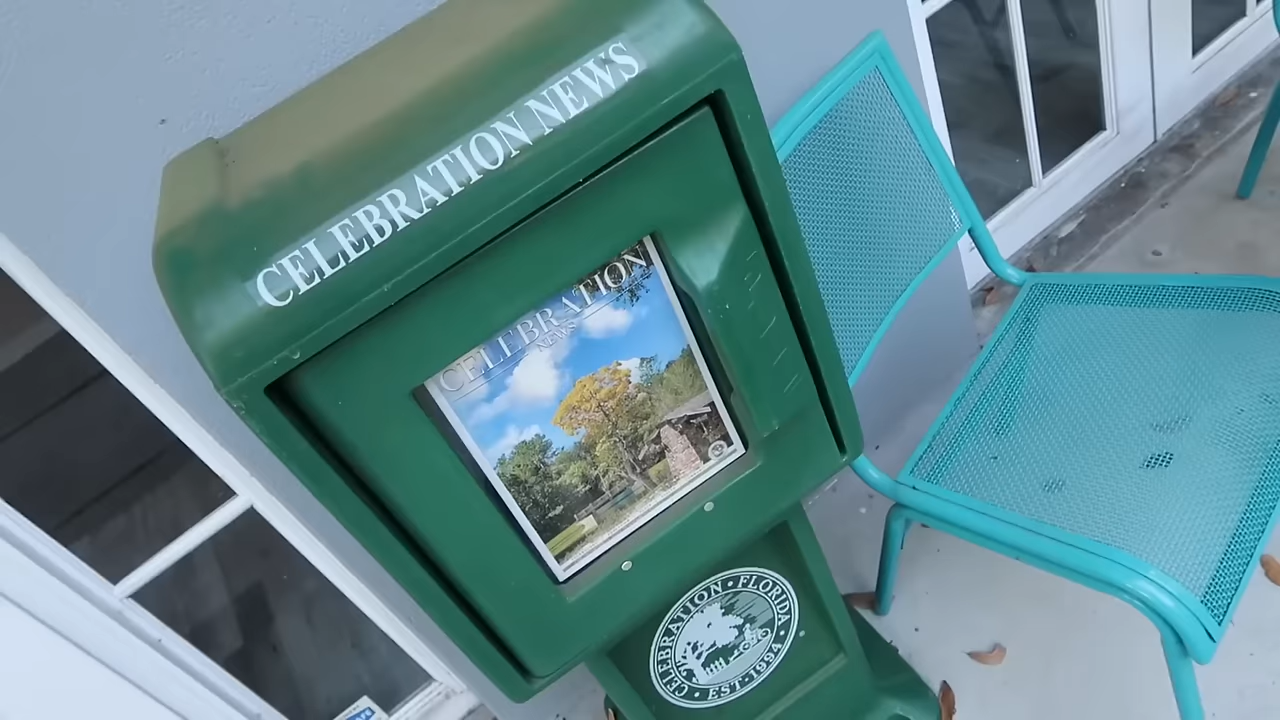 CELEBRATION NEWS
CELEBRATION
NEWS
CELEBRATION • FLORIDA •
EST. 1994